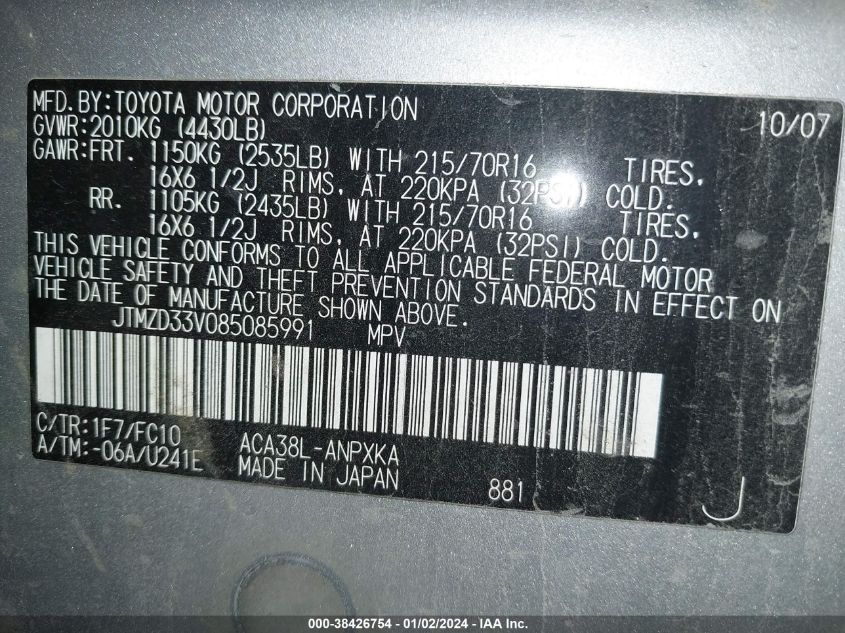 MFD.BY:TOYOTA MOTOR CORPORATION 10/07
GVWR:2010KG (4430LB)
GAWR:FRT. 1150KG (2535LB) WITH 215/70R16 TIRES,
16X6 1/2J RIMS, AT 220KPA (32PSI) COLD.
RR. 1105KG (2435LB) WITH 215/70R16 TIRES,
16X6 1/2J RIMS, AT 220KPA (32PSI) COLD.
THIS VEHICLE CONFORMS TO ALL APPLICABLE FEDERAL MOTOR
VEHICLE SAFETY AND THEFT PREVENTION STANDARDS IN EFFECT ON
THE DATE OF MANUFACTURE SHOWN ABOVE.
JTMZD33V085085991 MPV
C/TR:1F7/FC10 ACA38L-ANPXKA
A/TM:-06A/U241E MADE IN JAPAN 881 J
000-38426754 - 01/02/2024 - IAA Inc.